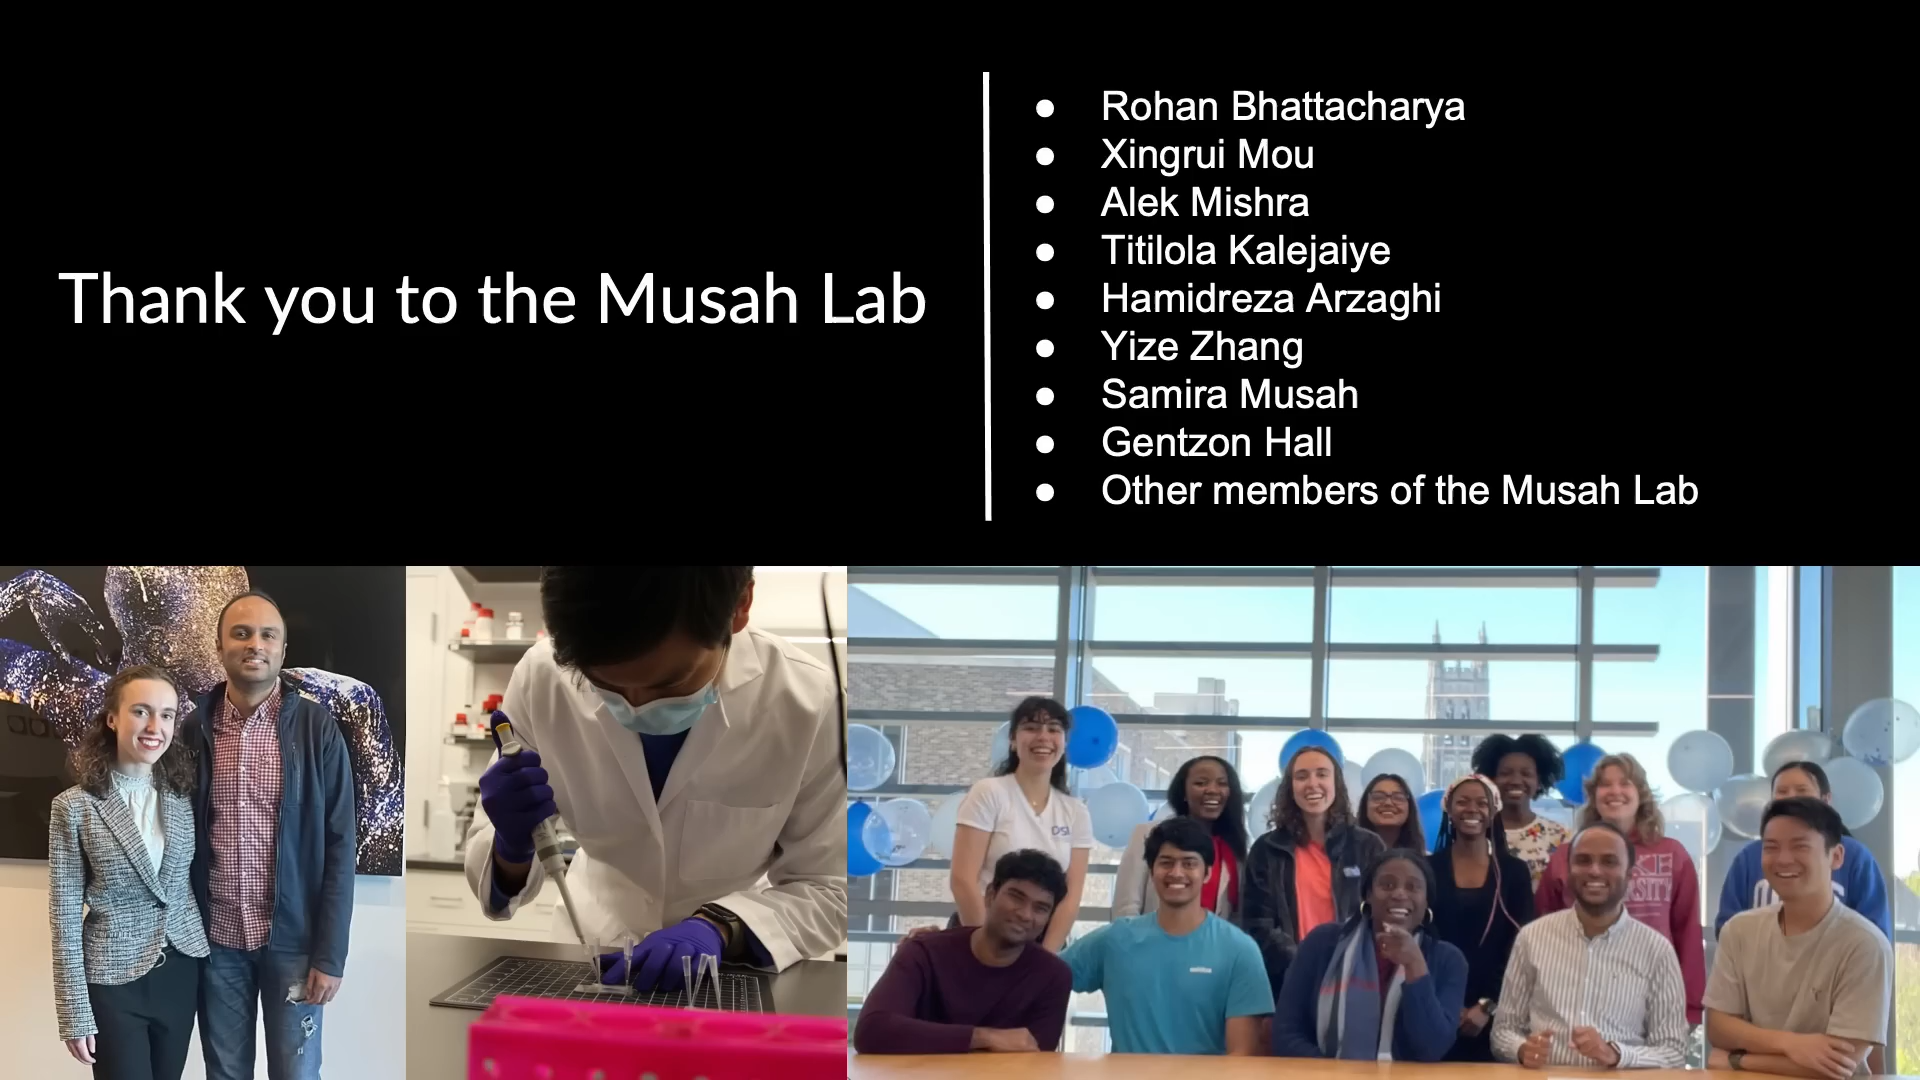 Thank you to the Musah Lab
● Rohan Bhattacharya
● Xingrui Mou
● Alek Mishra
● Titilola Kalejaiye
● Hamidreza Arzaghi
● Yize Zhang
● Samira Musah
● Gentzon Hall
● Other members of the Musah Lab